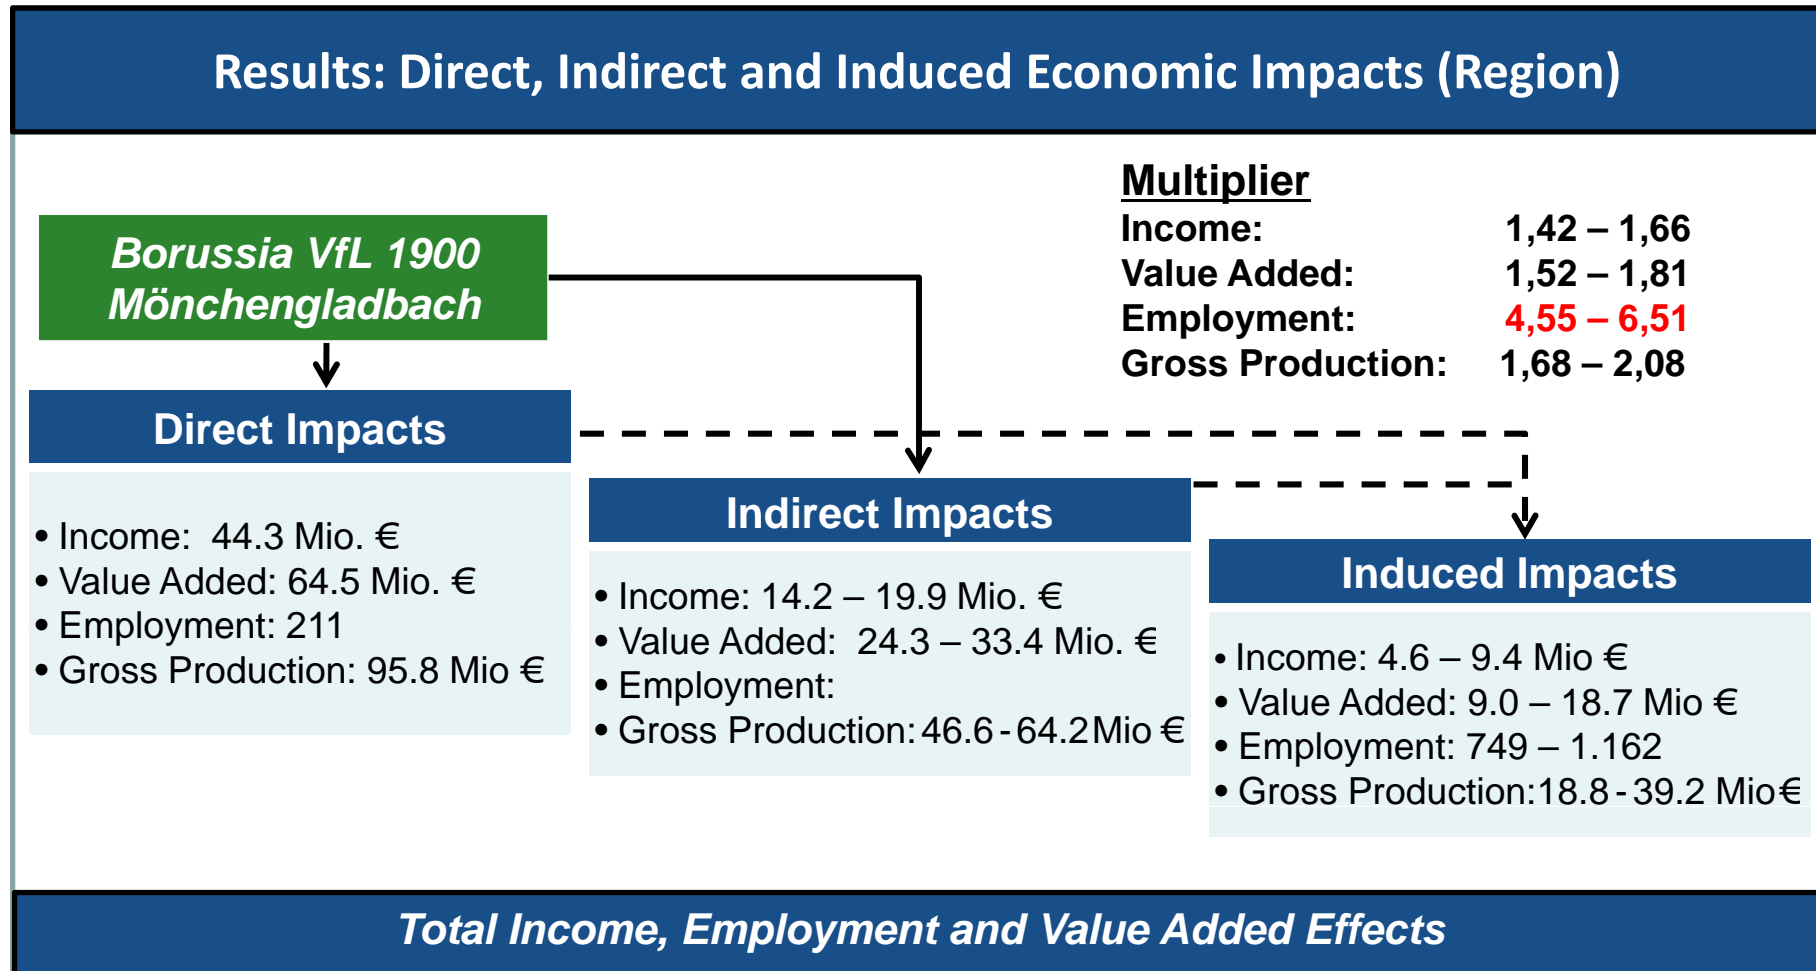 Results: Direct, Indirect and Induced Economic Impacts (Region)
Multiplier
Income: 1,42 – 1,66
Value Added: 1,52 – 1,81
Employment: 4,55 – 6,51
Gross Production: 1,68 – 2,08
Borussia VfL 1900
Mönchengladbach
Direct Impacts
• Income: 44.3 Mio. €
• Value Added: 64.5 Mio. €
• Employment: 211
• Gross Production: 95.8 Mio €
Indirect Impacts
• Income: 14.2 – 19.9 Mio. €
• Value Added: 24.3 – 33.4 Mio. €
• Employment:
• Gross Production: 46.6 - 64.2 Mio €
Induced Impacts
• Income: 4.6 – 9.4 Mio €
• Value Added: 9.0 – 18.7 Mio €
• Employment: 749 – 1.162
• Gross Production:18.8 - 39.2 Mio €
Total Income, Employment and Value Added Effects